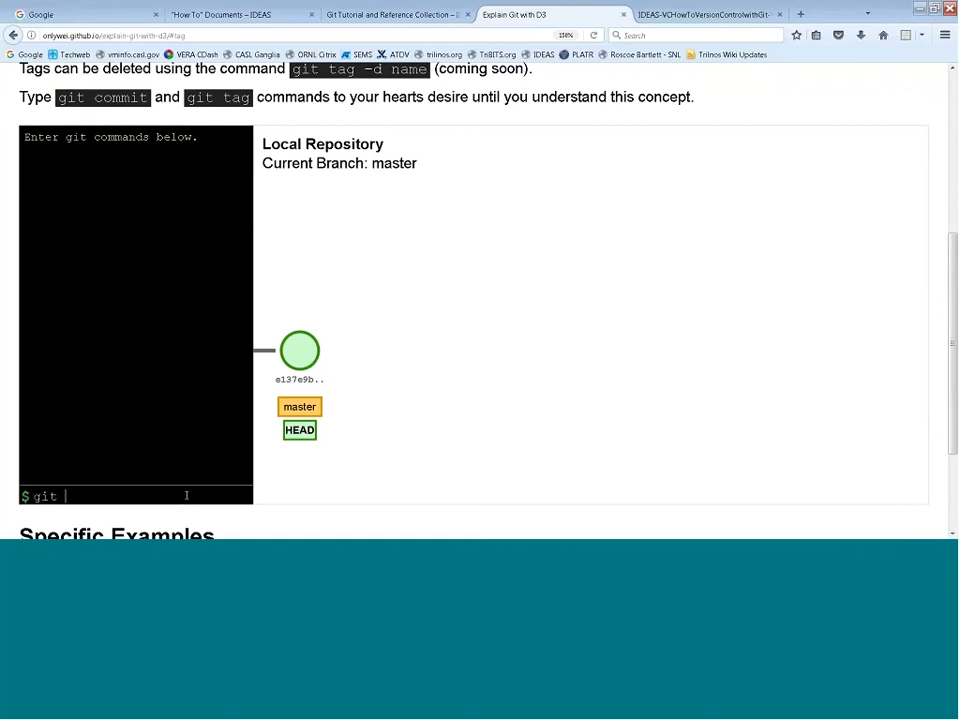 Google
"How To" Documents – IDEAS
Git Tutorial and Reference Collection – I
Explain Git with D3
IDEAS-VCHowToVersionControlwithGit-
onlywei.github.io/explain-git-with-d3/#tag
150%
Search
Google
Techweb
vminfo.casl.gov
VERA CDash
CASL Ganglia
ORNL Citrix
SEMS
ATDV
trilinos.org
TriBITS.org
IDEAS
PLATR
Roscoe Bartlett - SNL
Trilinos Wiki Updates
Tags can be deleted using the command git tag -d name (coming soon).
Type git commit and git tag commands to your hearts desire until you understand this concept.
Enter git commands below.
Local Repository
Current Branch: master
e137e9b..
master
HEAD
$ git
Specific Examples